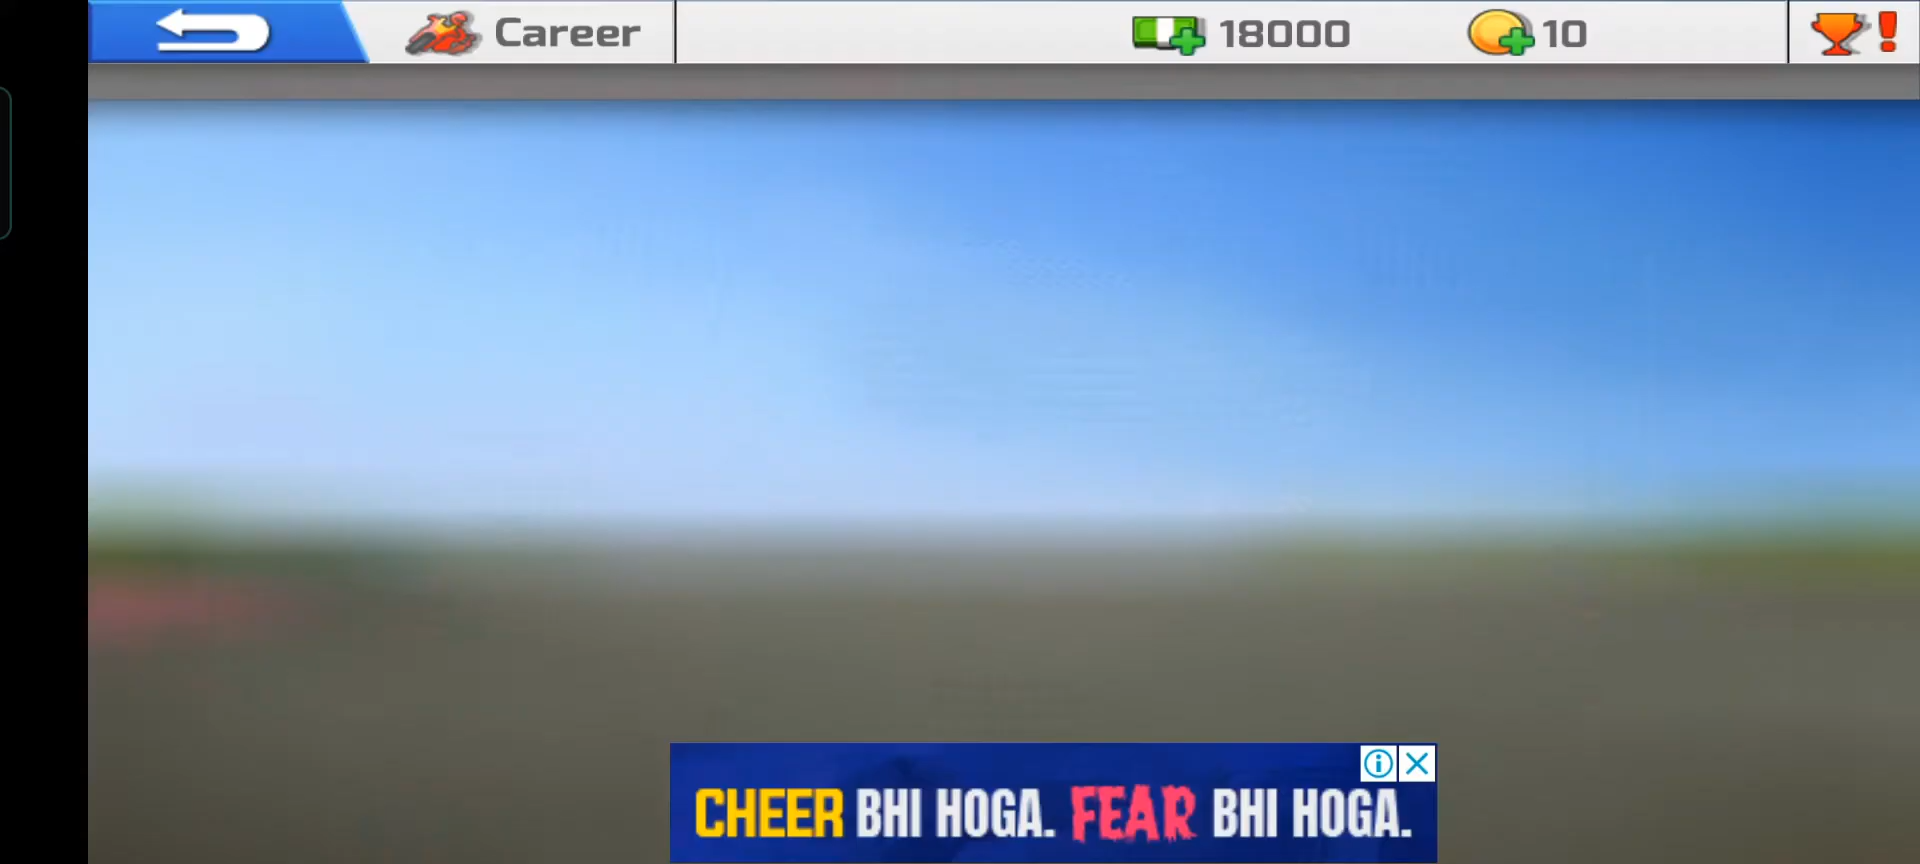 Career 18000 10 !
CHEER BHI HOGA. FEAR BHI HOGA.